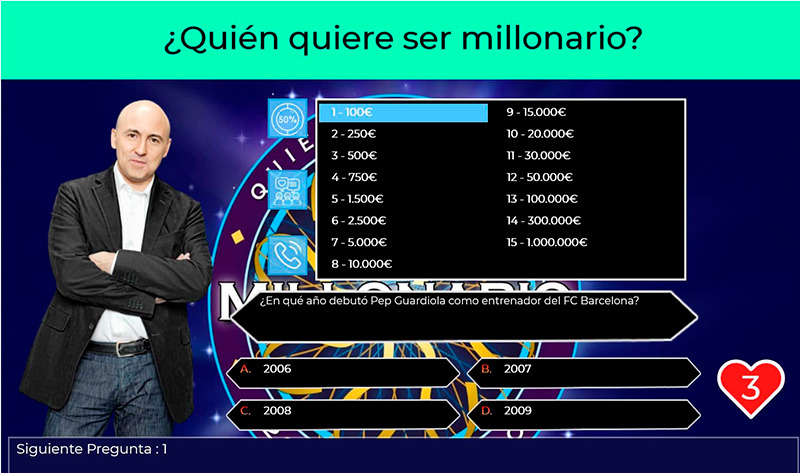 ¿Quién quiere ser millonario?
50%
1 - 100€
2 - 250€
3 - 500€
4 - 750€
5 - 1.500€
6 - 2.500€
7 - 5.000€
8 - 10.000€
9 - 15.000€
10 - 20.000€
11 - 30.000€
12 - 50.000€
13 - 100.000€
14 - 300.000€
15 - 1.000.000€
QUIE
MILLONARIO
¿En qué año debutó Pep Guardiola como entrenador del FC Barcelona?
A. 2006
B. 2007
C. 2008
D. 2009
3
Siguiente Pregunta : 1